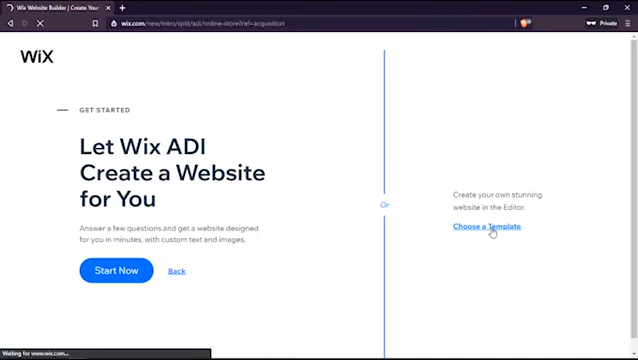 Wix Website Builder | Create Your
wix.com/new/intro/split/adi/online-store?ref=acquisition
Private
WiX
GET STARTED
Let Wix ADI
Create a Website
for You
Answer a few questions and get a website designed
for you in minutes, with custom text and images.
Start Now
Back
Or
Create your own stunning
website in the Editor.
Choose a Template
Waiting for www.wix.com...